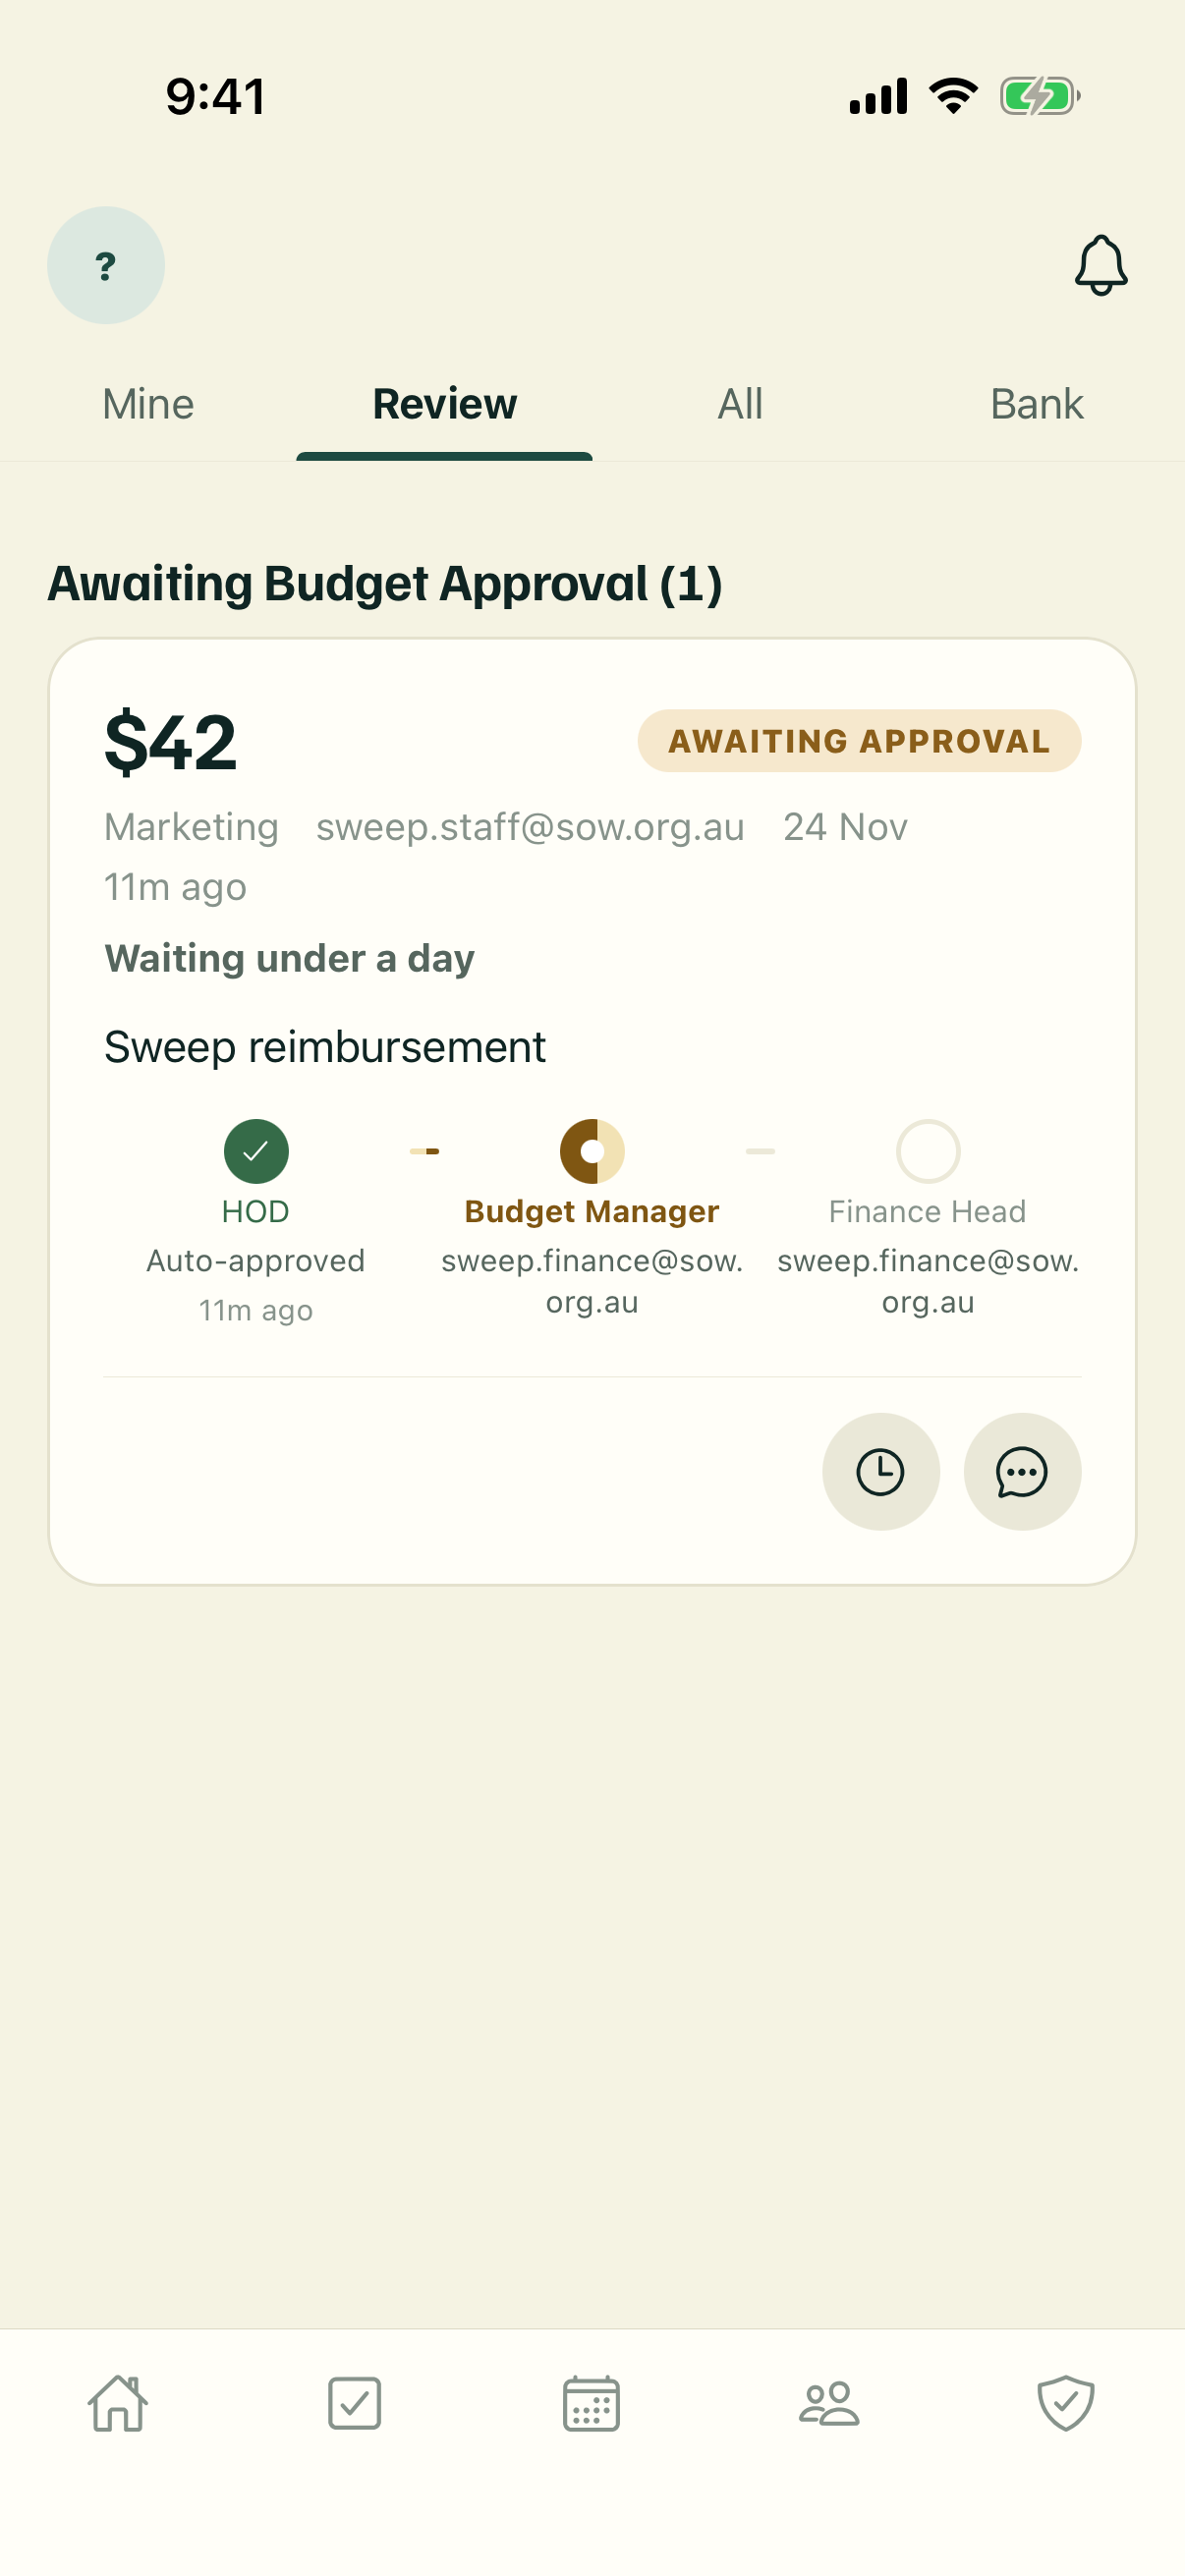 9:41
?
Mine Review All Bank
Awaiting Budget Approval (1)
$42 AWAITING APPROVAL
Marketing sweep.staff@sow.org.au 24 Nov
11m ago
Waiting under a day
Sweep reimbursement
HOD Budget Manager Finance Head
Auto-approved sweep.finance@sow. sweep.finance@sow.
11m ago org.au org.au